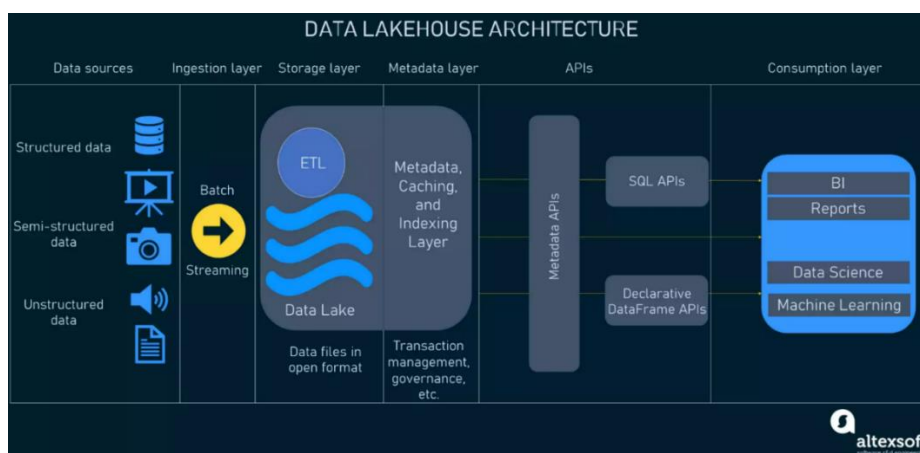 DATA LAKEHOUSE ARCHITECTURE
Data sources
Ingestion layer
Storage layer
Metadata layer
APIs
Consumption layer
Structured data
Semi-structured
data
Unstructured
data
Batch
Streaming
ETL
Data Lake
Data files in
open format
Metadata,
Caching,
and
Indexing
Layer
Transaction
management,
governance,
etc.
Metadata APIs
SQL APIs
Declarative
DataFrame APIs
BI
Reports
Data Science
Machine Learning
altexsoft